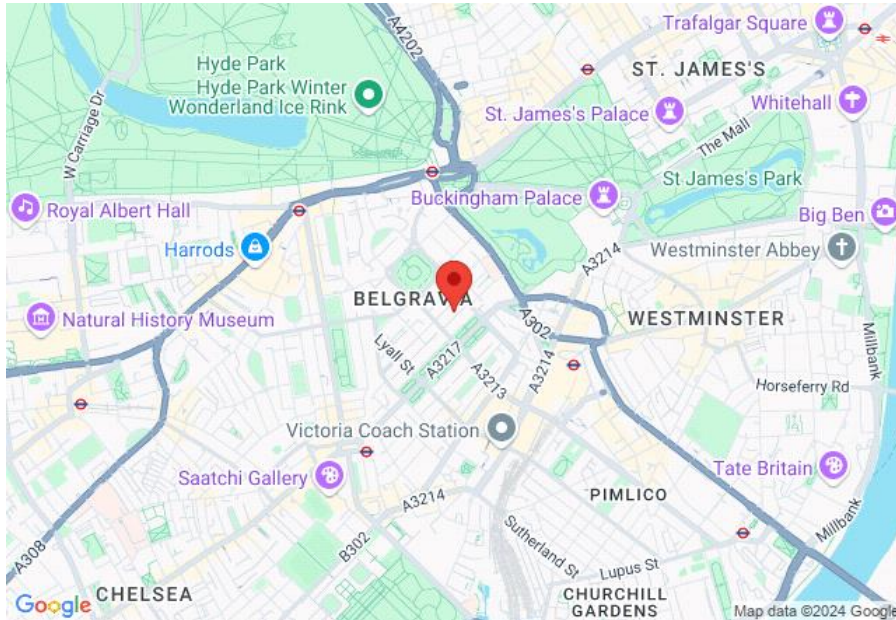 Trafalgar Square
A4202
Hyde Park
Hyde Park Winter
Wonderland Ice Rink
ST. JAMES'S
Whitehall
St. James's Palace
The Mall
W Carriage Dr
Buckingham Palace
St James's Park
Royal Albert Hall
Big Ben
Harrods
A3214
Westminster Abbey
BELGRAVIA
Natural History Museum
A302
WESTMINSTER
Millbank
Lyall St
A3217
A3213
A3214
Horseferry Rd
Victoria Coach Station
Saatchi Gallery
Tate Britain
A3214
PIMLICO
Millbank
B302
Sutherland St
A308
Lupus St
CHELSEA
CHURCHILL
GARDENS
Google
Map data ©2024 Google